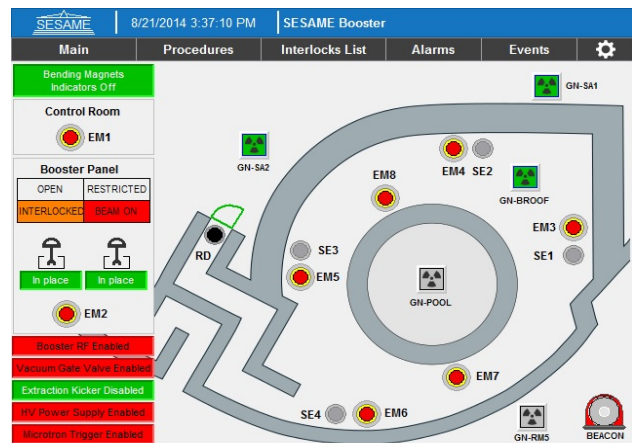 SESAME
8/21/2014 3:37:10 PM
SESAME Booster
Main
Procedures
Interlocks List
Alarms
Events
Bending Magnets
Indicators Off
Control Room
EM1
Booster Panel
OPEN
RESTRICTED
INTERLOCKED
BEAM ON
In place
In place
EM2
Booster RF Enabled
Vacuum Gate Valve Enabled
Extraction Kicker Disabled
HV Power Supply Enabled
Microtron Trigger Enabled
GN-SA1
GN-SA2
EM8
EM4
SE2
GN-BROOF
EM3
SE1
RD
SE3
EM5
GN-POOL
EM7
SE4
EM6
GN-RM5
BEACON